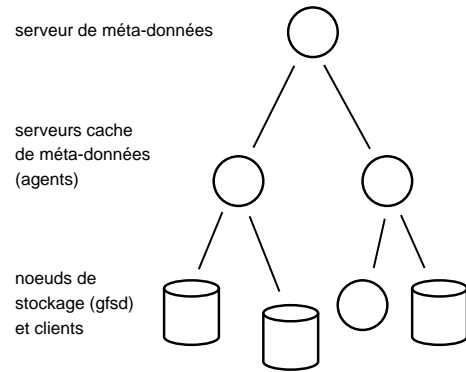 serveur de méta-données
serveurs cache
de méta-données
(agents)
noeuds de
stockage (gfsd)
et clients